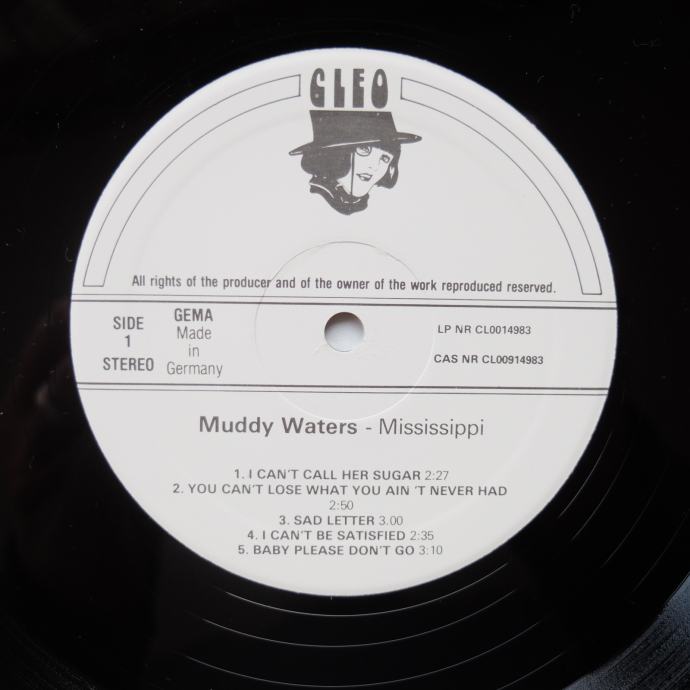 CLEO
All rights of the producer and of the owner of the work reproduced reserved.
SIDE
1
STEREO
GEMA
Made
in
Germany
LP NR CL0014983
CAS NR CL00914983
Muddy Waters - Mississippi
1. I CAN'T CALL HER SUGAR 2:27
2. YOU CAN'T LOSE WHAT YOU AIN 'T NEVER HAD
2:50
3. SAD LETTER 3.00
4. I CAN'T BE SATISFIED 2:35
5. BABY PLEASE DON'T GO 3:10